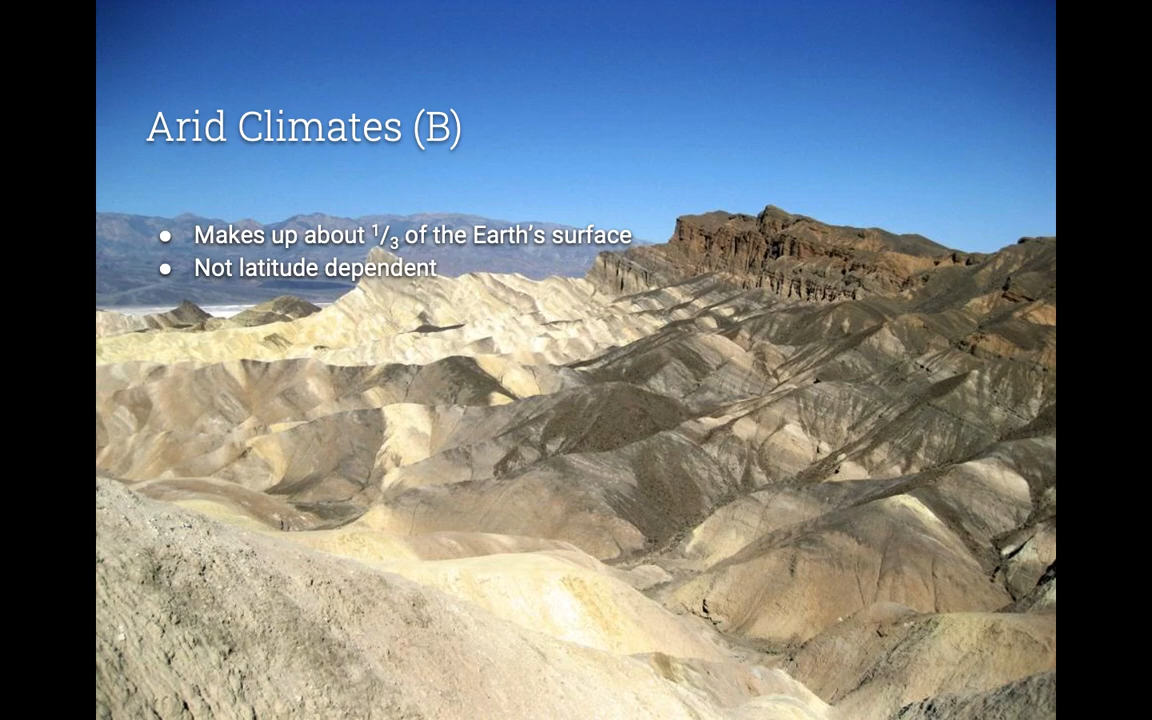 Arid Climates (B)
● Makes up about ¹/₃ of the Earth’s surface
● Not latitude dependent